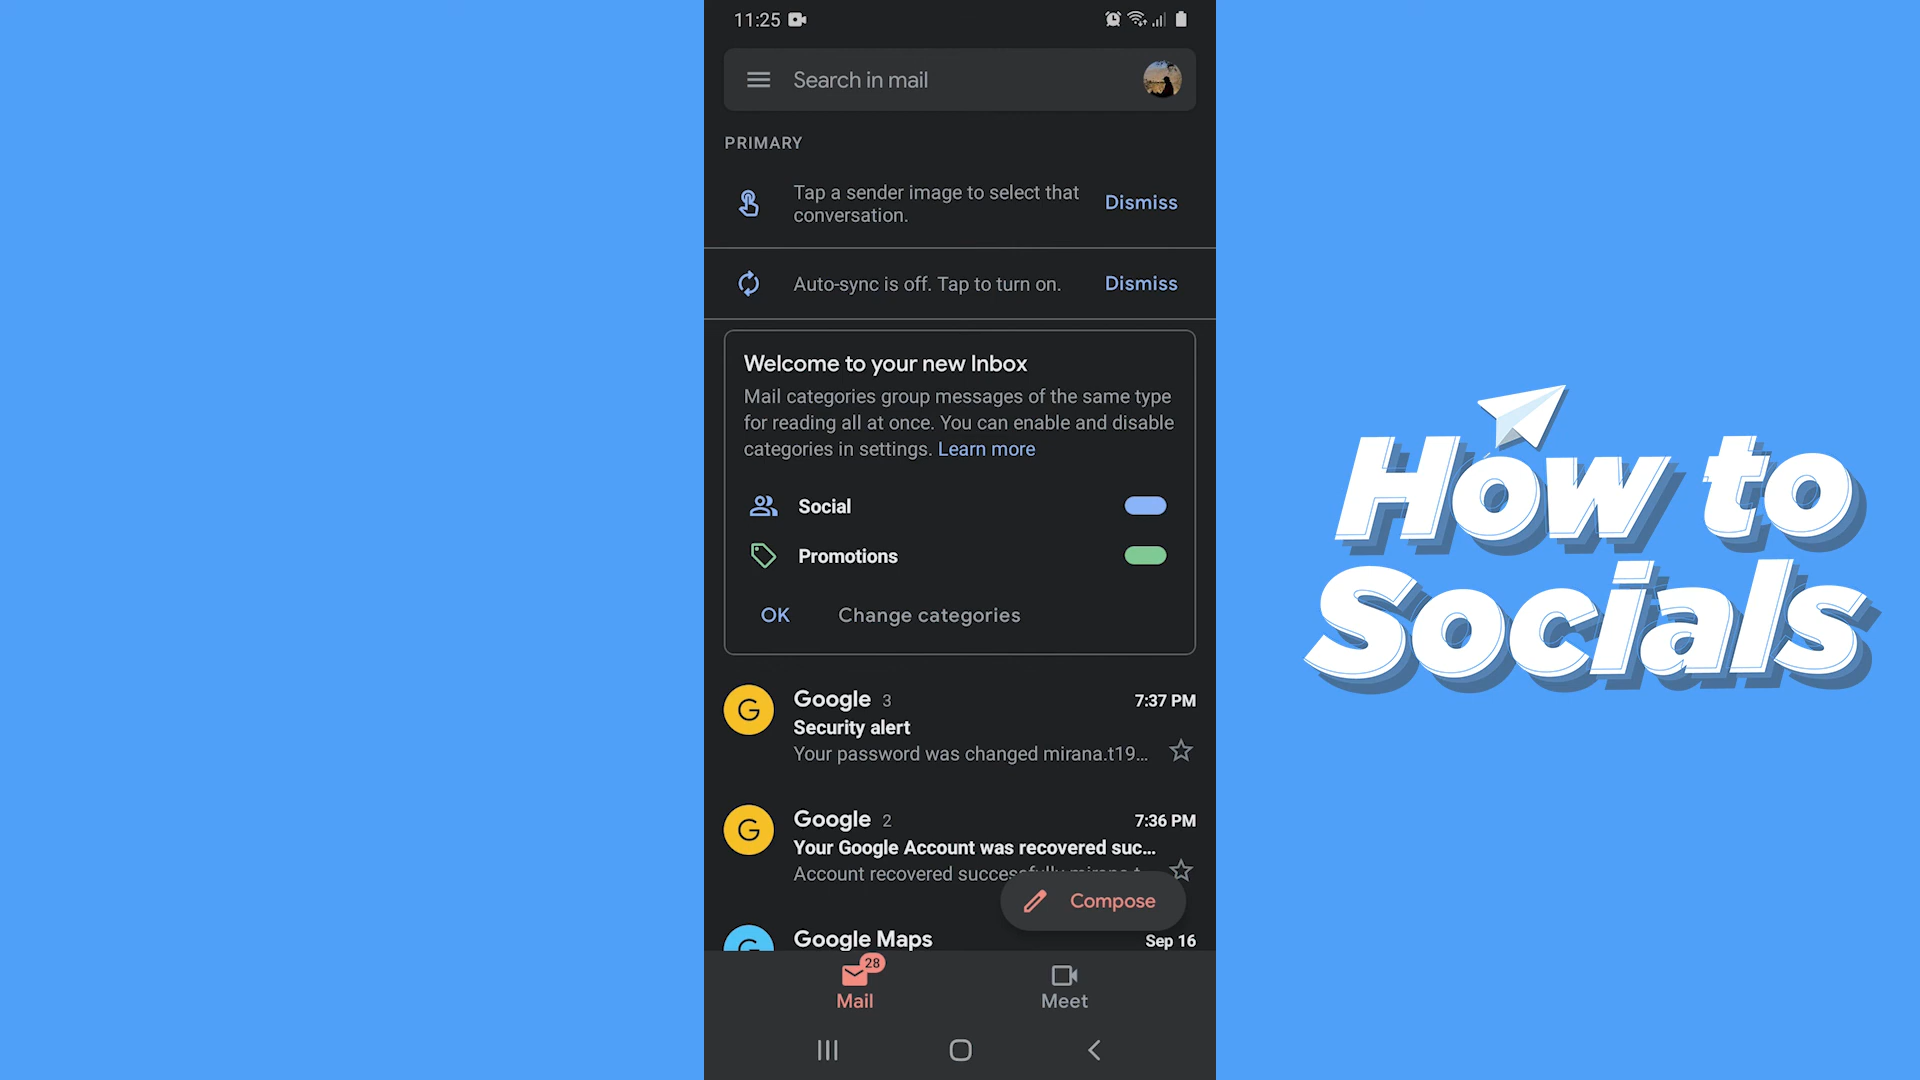 11:25
Search in mail
PRIMARY
Tap a sender image to select that
conversation.
Dismiss
Auto-sync is off. Tap to turn on.
Dismiss
Welcome to your new Inbox
Mail categories group messages of the same type
for reading all at once. You can enable and disable
categories in settings. Learn more
Social
Promotions
OK
Change categories
G
Google 3
7:37 PM
Security alert
Your password was changed mirana.t19...
G
Google 2
7:36 PM
Your Google Account was recovered suc...
Account recovered successfully mirana.t
Compose
G
Google Maps
Sep 16
28
Mail
Meet
How to
Socials